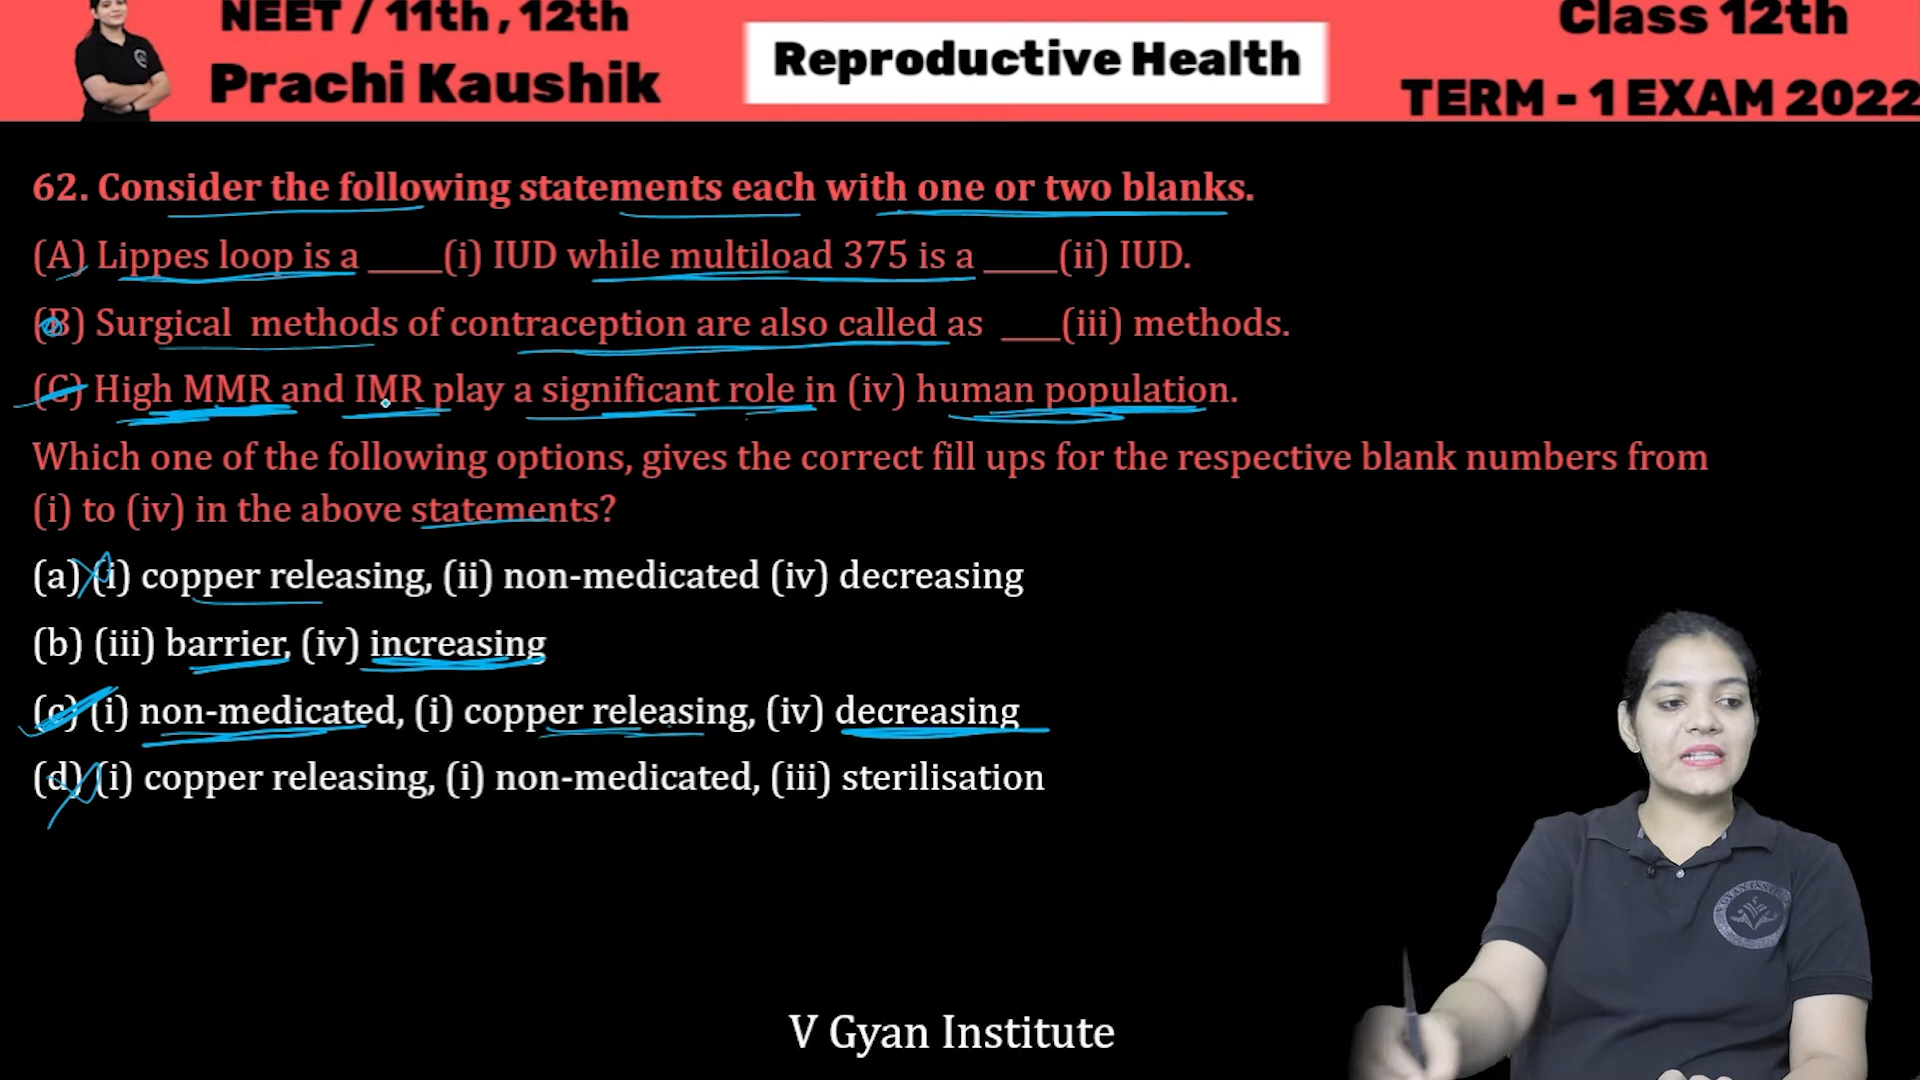 NEET / 11th , 12th
Prachi Kaushik
Reproductive Health
Class 12th
TERM - 1 EXAM 2022
62. Consider the following statements each with one or two blanks.
(A) Lippes loop is a _____(i) IUD while multiload 375 is a _____(ii) IUD.
(B) Surgical methods of contraception are also called as ____(iii) methods.
(C) High MMR and IMR play a significant role in (iv) human population.
Which one of the following options, gives the correct fill ups for the respective blank numbers from
(i) to (iv) in the above statements?
(a) (i) copper releasing, (ii) non-medicated (iv) decreasing
(b) (iii) barrier, (iv) increasing
(c) (i) non-medicated, (i) copper releasing, (iv) decreasing
(d) (i) copper releasing, (i) non-medicated, (iii) sterilisation
V Gyan Institute